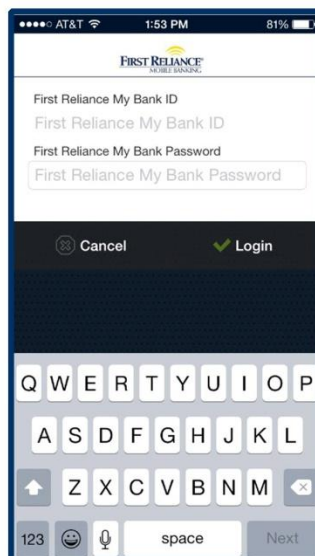 AT&T 1:53 PM 81%
FIRST RELIANCE
MOBILE BANKING
First Reliance My Bank ID
First Reliance My Bank ID
First Reliance My Bank Password
First Reliance My Bank Password
Cancel Login
Q W E R T Y U I O P
A S D F G H J K L
Z X C V B N M
123 space Next